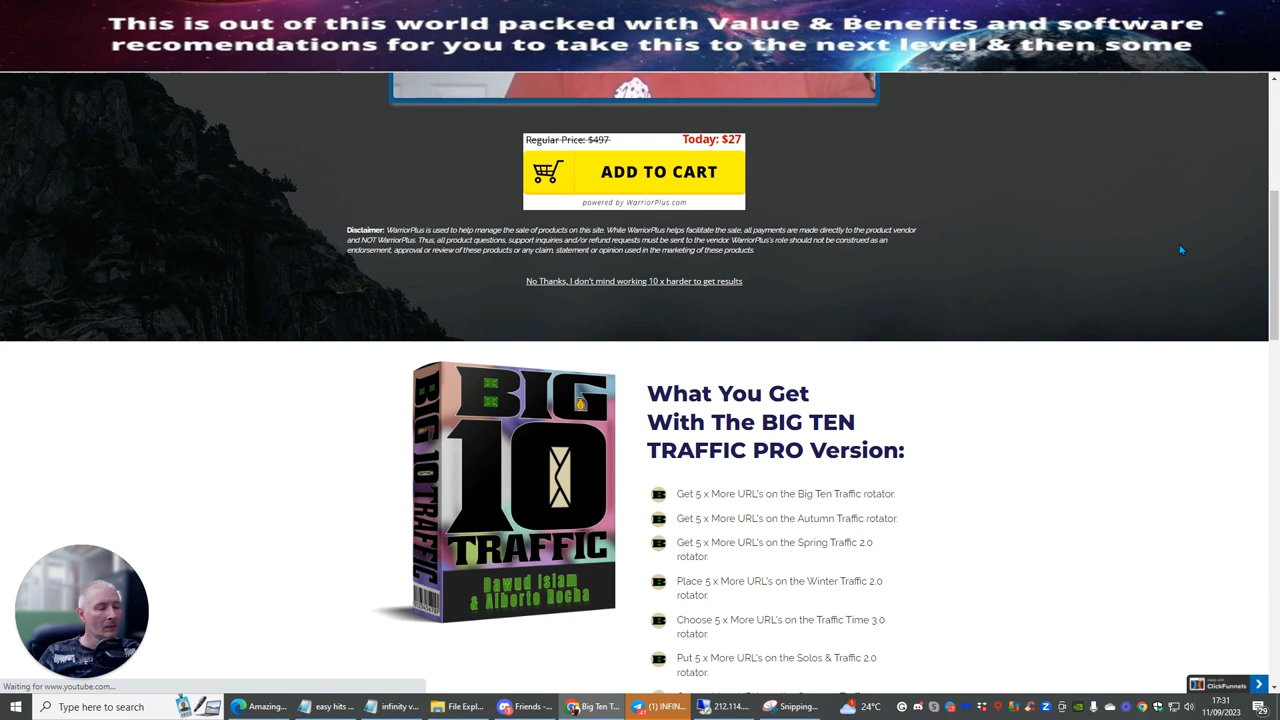 This is out of this world packed with Value & Benefits and software
recomendations for you to take this to the next level & then some
Regular Price: $497
Today: $27
ADD TO CART
powered by WarriorPlus.com
Disclaimer: WarriorPlus is used to help manage the sale of products on this site. While WarriorPlus helps facilitate the sale, all payments are made directly to the product vendor
and NOT WarriorPlus. Thus, all product questions, support inquiries and/or refund requests must be sent to the vendor. WarriorPlus's role should not be construed as an
endorsement, approval or review of these products or any claim, statement or opinion used in the marketing of these products.
No Thanks, I don't mind working 10 x harder to get results
BIG 10 TRAFFIC
BIG
10
TRAFFIC
Dawud Islam
& Alberto Rocha
What You Get
With The BIG TEN
TRAFFIC PRO Version:
Get 5 x More URL's on the Big Ten Traffic rotator.
Get 5 x More URL's on the Autumn Traffic rotator.
Get 5 x More URL's on the Spring Traffic 2.0
rotator.
Place 5 x More URL's on the Winter Traffic 2.0
rotator.
Choose 5 x More URL's on the Traffic Time 3.0
rotator.
Put 5 x More URL's on the Solos & Traffic 2.0
rotator.
made with
ClickFunnels
Waiting for www.youtube.com...
Type here to search
Amazing...
easy hits ...
infinity v...
File Expl...
Friends -...
Big Ten T...
(1) INFIN...
212.114....
Snipping...
24°C
17:31
11/09/2023
29